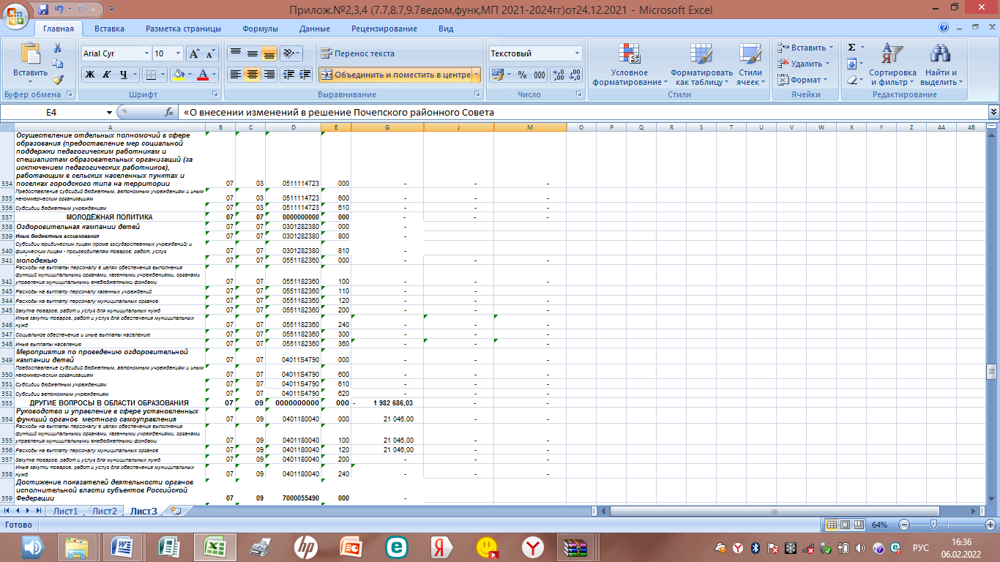 Прилож.№2,3,4 (7.7,8.7,9.7ведом,функ,МП 2021-2024гг)от24.12.2021 - Microsoft Excel
Главная Вставка Разметка страницы Формулы Данные Рецензирование Вид
Вставить
Arial Cyr 10
Ж К Ч
Перенос текста
Объединить и поместить в центре
Текстовый
% 000
Условное форматирование
Форматировать как таблицу
Стили ячеек
Вставить
Удалить
Формат
Сортировка и фильтр
Найти и выделить
Буфер обмена Шрифт Выравнивание Число Стили Ячейки Редактирование
E4 fx «О внесении изменений в решение Почепского районного Совета
A B C D E G J M O P Q R S T U V W X Y Z AA AB
Осуществление отдельных полномочий в сфере
образования (предоставление мер социальной
поддержки педагогическим работникам и
специалистам образовательных организаций (за
исключением педагогических работников),
работающим в сельских населенных пунктах и
334 поселках городского типа на территории 07 03 0511114723 000 - - -
Предоставление субсидий бюджетным, автономным учреждениям и иным
335 некоммерческим организациям 07 03 0511114723 600 - - -
336 Субсидии бюджетным учреждениям 07 03 0511114723 610 - - -
337 МОЛОДЁЖНАЯ ПОЛИТИКА 07 07 0000000000 000 - - -
338 Оздоровительная кампании детей 07 07 0301282380 000 -
339 Иные бюджетные ассигнования 07 07 0301282380 800 -
Субсидии юридическим лицам (кроме государственных учреждений) и
340 физическим лицам - производителям товаров, работ, услуг 07 07 0301282380 810 -
341 молодежью 07 07 0551182360 000 - - -
Расходы на выплаты персоналу в целях обеспечения выполнения
функций муниципальными органами, казенными учреждениями, органами
342 управления муниципальными внебюджетными фондами 07 07 0551182360 100 - - -
343 Расходы на выплату персоналу казенных учреждений 07 07 0551182360 110 - -
344 Расходы на выплату персоналу муниципальных органов 07 07 0551182360 120 - - -
345 Закупка товаров, работ и услуг для муниципальных нужд 07 07 0551182360 200 - - -
Иные закупки товаров, работ и услуг для обеспечения муниципальных
346 нужд 07 07 0551182360 240 - - -
347 Социальное обеспечение и иные выплаты населению 07 07 0551182360 300 - - -
348 Иные выплаты населению 07 07 0551182360 360 - - -
Мероприятия по проведению оздоровительной
349 кампании детей 07 07 04011S4790 000 - - -
Предоставление субсидий бюджетным, автономным учреждениям и иным
350 некоммерческим организациям 07 07 04011S4790 600 - - -
351 Субсидии бюджетным учреждениям 07 07 04011S4790 610 - - -
352 Субсидии автономным учреждениям 07 07 04011S4790 620 - - -
353 ДРУГИЕ ВОПРОСЫ В ОБЛАСТИ ОБРАЗОВАНИЯ 07 09 0000000000 000 - 1 982 686,03 - -
Руководство и управление в сфере установленных
354 функций органов местного самоуправления 07 09 0401180040 000 21 046,00 - -
Расходы на выплаты персоналу в целях обеспечения выполнения
функций муниципальными органами, казенными учреждениями, органами
355 управления муниципальными внебюджетными фондами 07 09 0401180040 100 21 046,00 - -
356 Расходы на выплату персоналу муниципальных органов 07 09 0401180040 120 21 046,00 - -
357 Закупка товаров, работ и услуг для муниципальных нужд 07 09 0401180040 200 - - -
Иные закупки товаров, работ и услуг для обеспечения муниципальных
358 нужд 07 09 0401180040 240 - - -
Достижение показателей деятельности органов
исполнительной власти субъектов Российской
359 Федерации 07 09 7000055490 000 -
Лист1 Лист2 Лист3
Готово 64%
РУС 16:36
06.02.2022